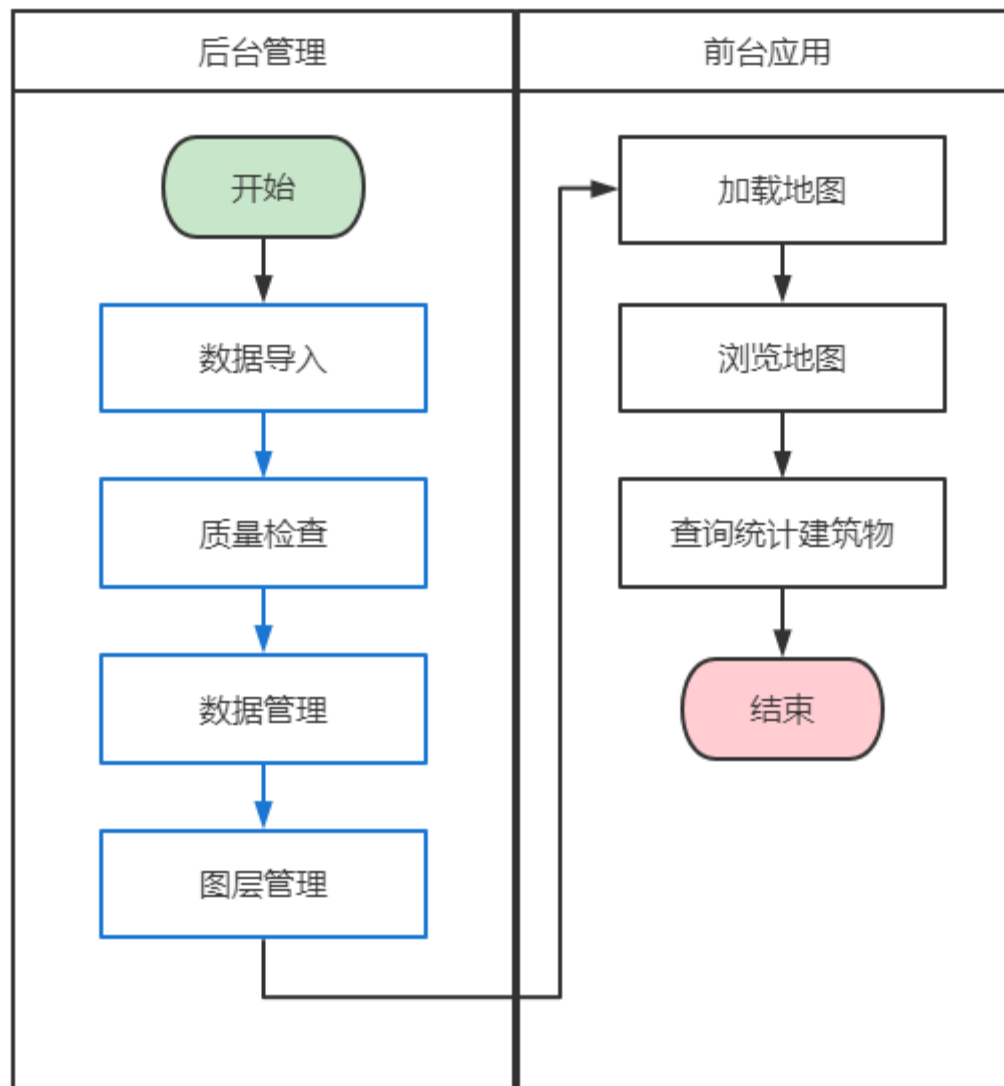 后台管理
前台应用
开始
数据导入
质量检查
数据管理
图层管理
加载地图
浏览地图
查询统计建筑物
结束